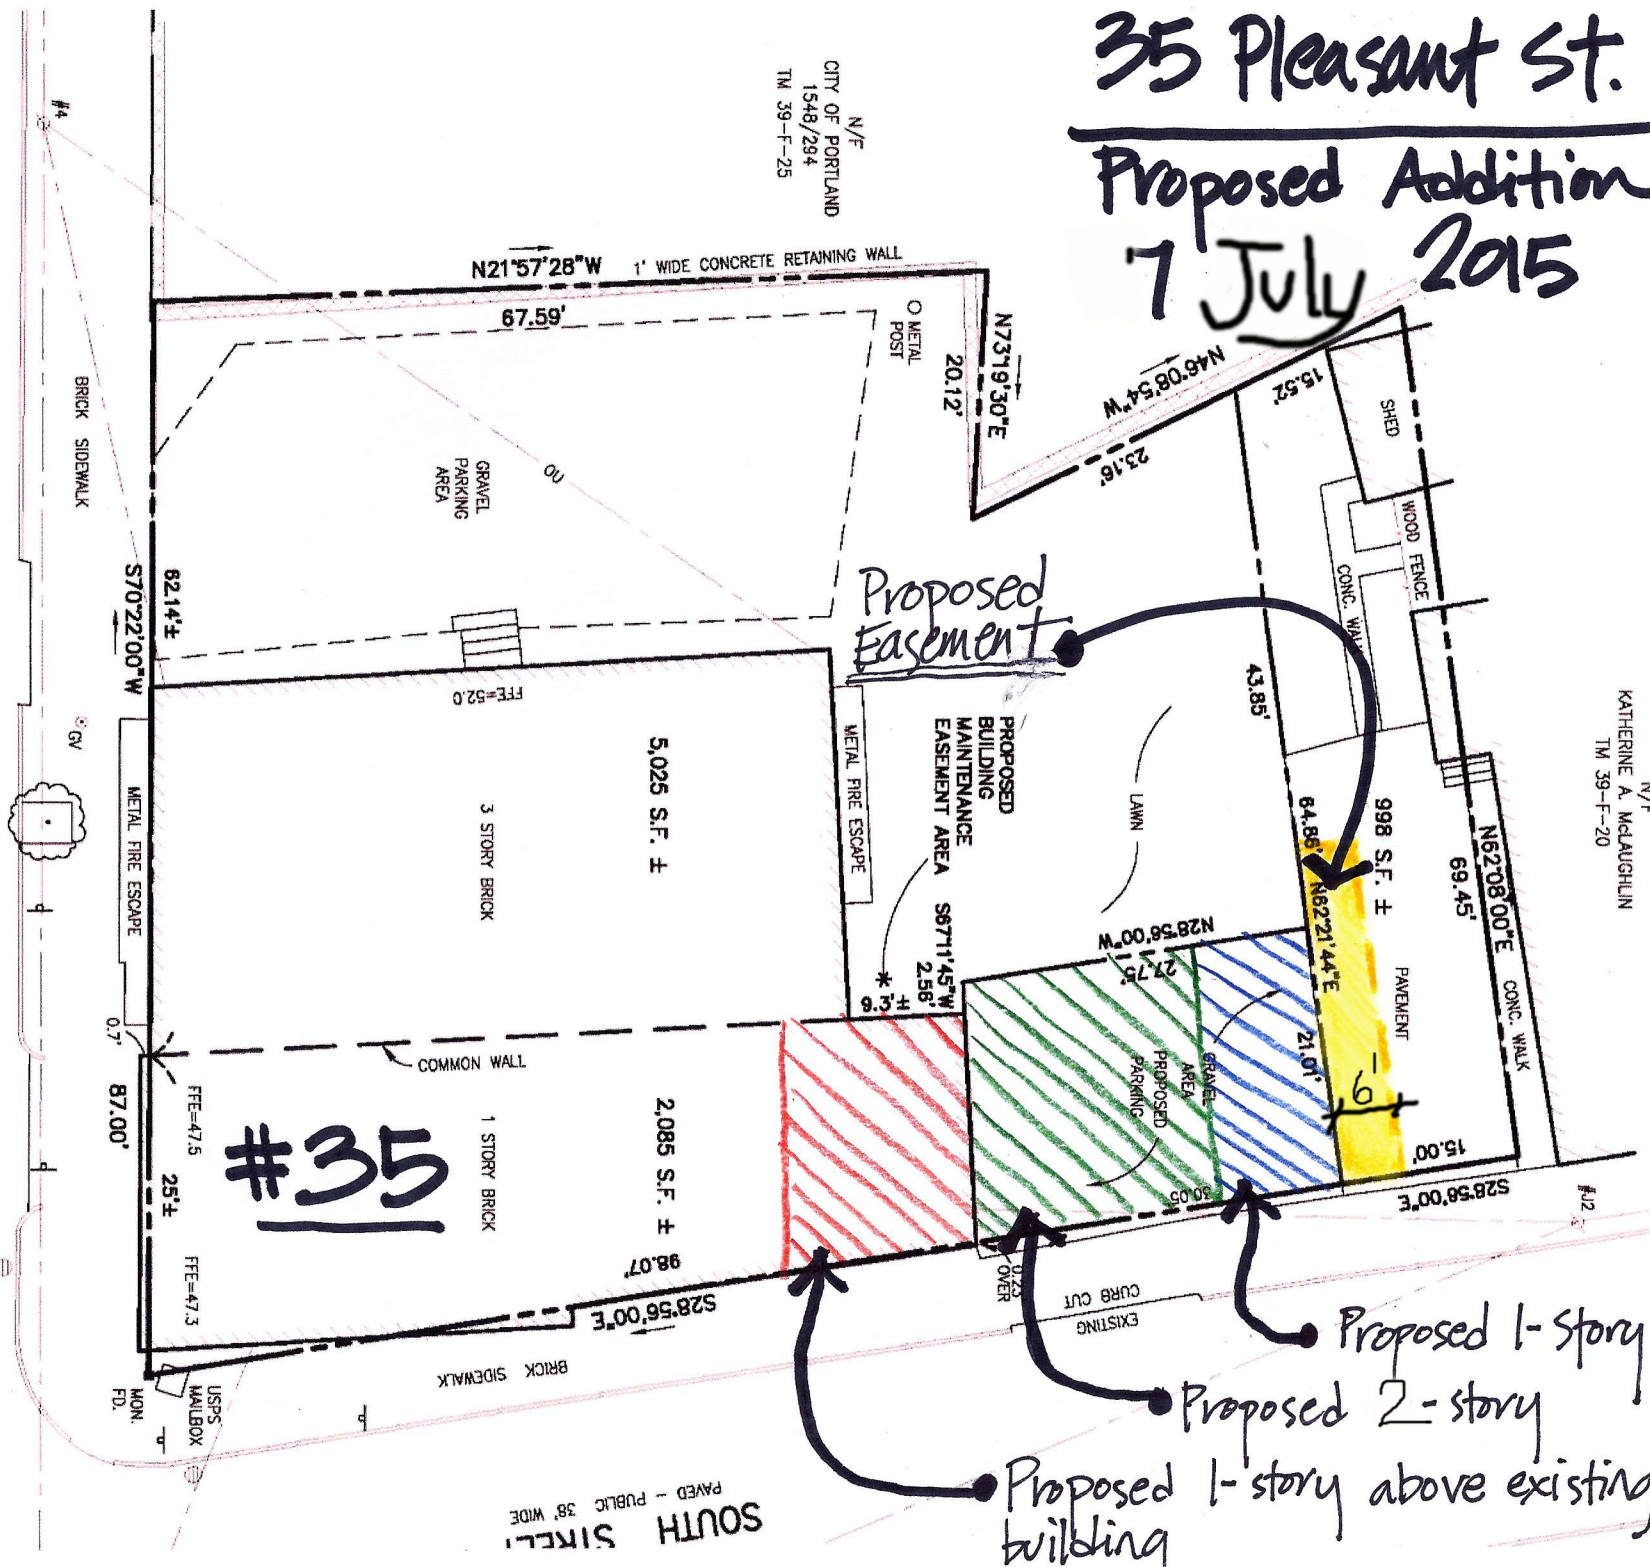 35 Pleasant St.
Proposed Addition
7 July 2015
N/F
CITY OF PORTLAND
1548/294
TM 39-F-25
#4
N21°57'28"W
1' WIDE CONCRETE RETAINING WALL
67.59'
METAL
POST
N73°19'30"E
20.12'
N46°08'54"W
23.16'
15.52'
SHED
WOOD FENCE
CONC. WALL
BRICK SIDEWALK
GRAVEL
PARKING
AREA
OU
62.14'±
S70°22'00"W
Proposed
Easement
43.85'
N/F
KATHERINE A. McLAUGHLIN
TM 39-F-20
FFE=52.0
GV
METAL FIRE ESCAPE
5,025 S.F. ±
3 STORY BRICK
METAL FIRE ESCAPE
PROPOSED
BUILDING
MAINTENANCE
EASEMENT AREA
LAWN
998 S.F. ±
64.86'
N62°21'44"E
N62°08'00"E
69.45'
CONC. WALK
PAVEMENT
S67°11'45"W
2.56'
*
9.3'±
N28°56'00"W
27.75'
21.01'
6'
15.00'
S28°58'00"E
#J2
GRAVEL
AREA
PROPOSED
PARKING
30.05'
0.7'
COMMON WALL
87.00'
FFE=47.5
25'±
FFE=47.3
#35
1 STORY BRICK
2,085 S.F. ±
98.07'
S28°56'00"E
0.23'
OVER
EXISTING
CURB CUT
BRICK SIDEWALK
USPS
MAILBOX
MON.
FD.
Proposed 1-Story
Proposed 2-story
Proposed 1-story above existing
building
SOUTH STREET
PAVED - PUBLIC 38' WIDE